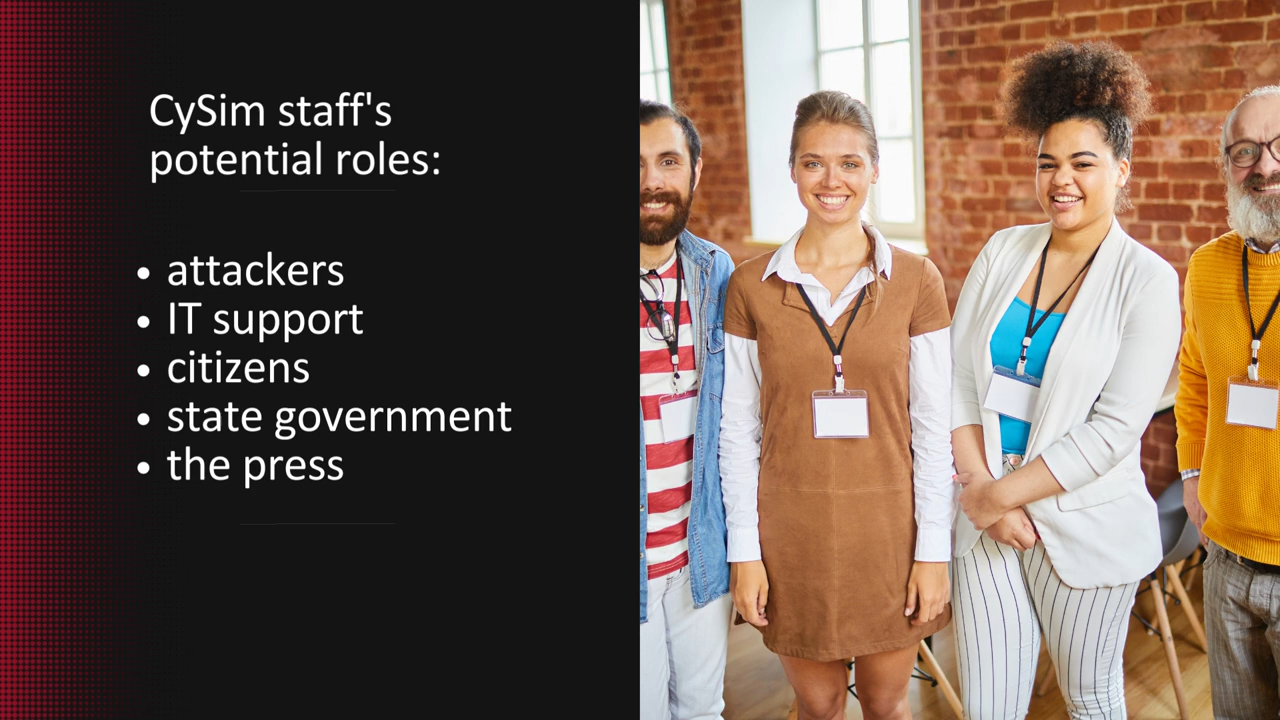 CySim staff's
potential roles:
• attackers
• IT support
• citizens
• state government
• the press